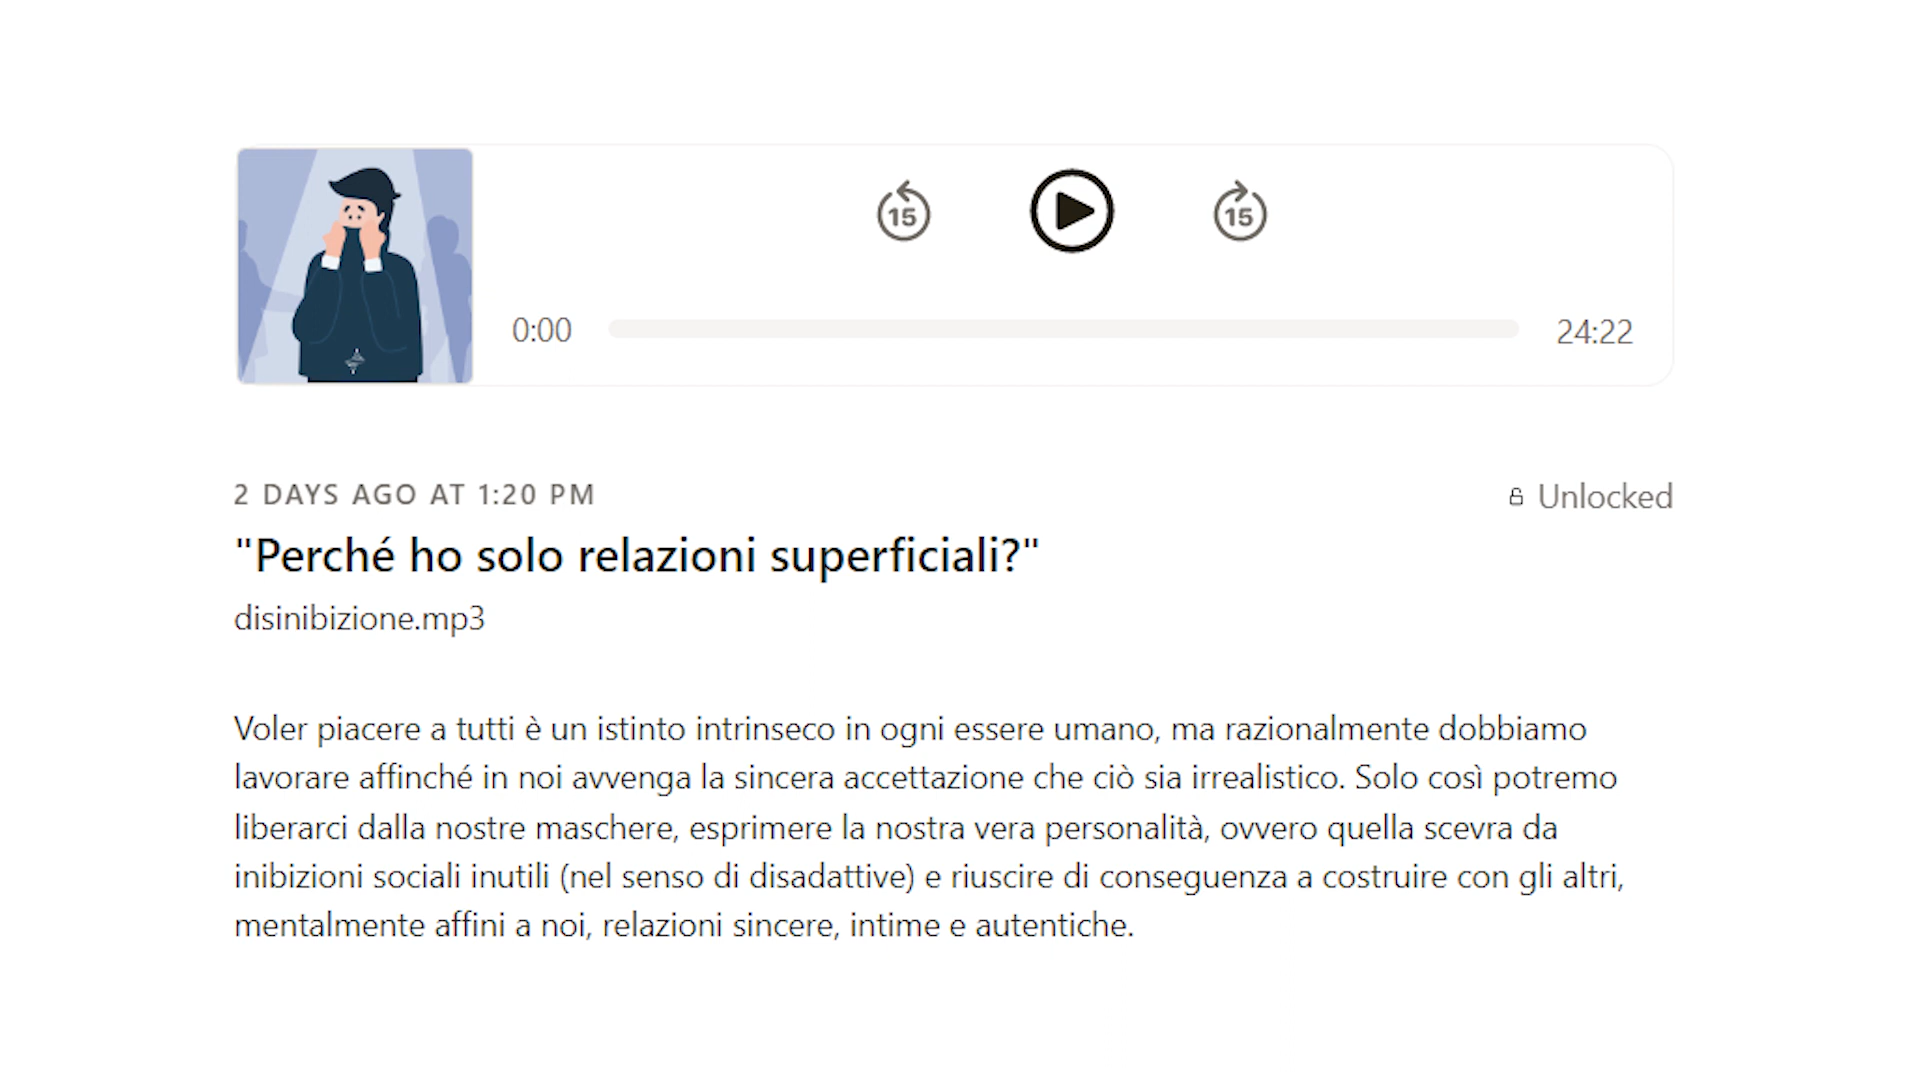 15
15
0:00
24:22
2 DAYS AGO AT 1:20 PM
Unlocked
"Perché ho solo relazioni superficiali?"
disinibizione.mp3
Voler piacere a tutti è un istinto intrinseco in ogni essere umano, ma razionalmente dobbiamo
lavorare affinché in noi avvenga la sincera accettazione che ciò sia irrealistico. Solo così potremo
liberarci dalla nostre maschere, esprimere la nostra vera personalità, ovvero quella scevra da
inibizioni sociali inutili (nel senso di disadattive) e riuscire di conseguenza a costruire con gli altri,
mentalmente affini a noi, relazioni sincere, intime e autentiche.